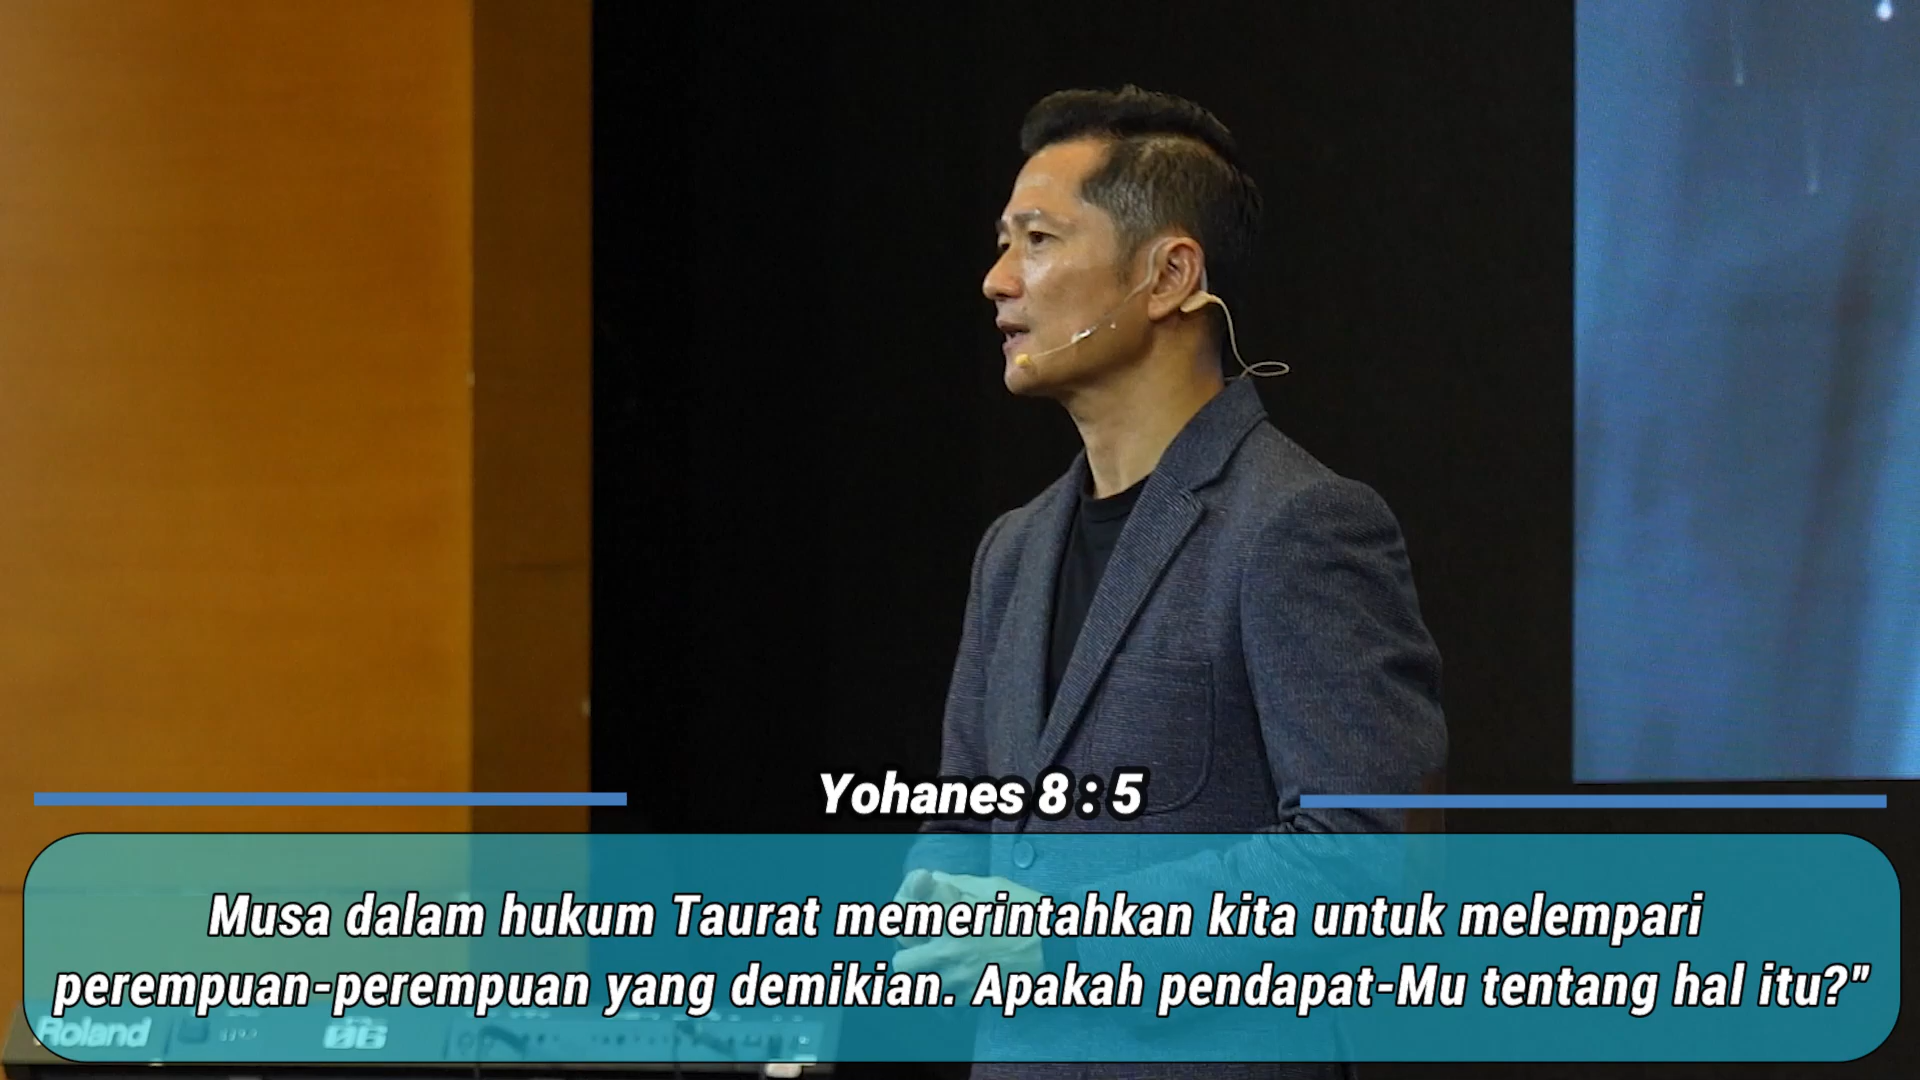 Yohanes 8 : 5
Musa dalam hukum Taurat memerintahkan kita untuk melempari
perempuan-perempuan yang demikian. Apakah pendapat-Mu tentang hal itu?”
Roland